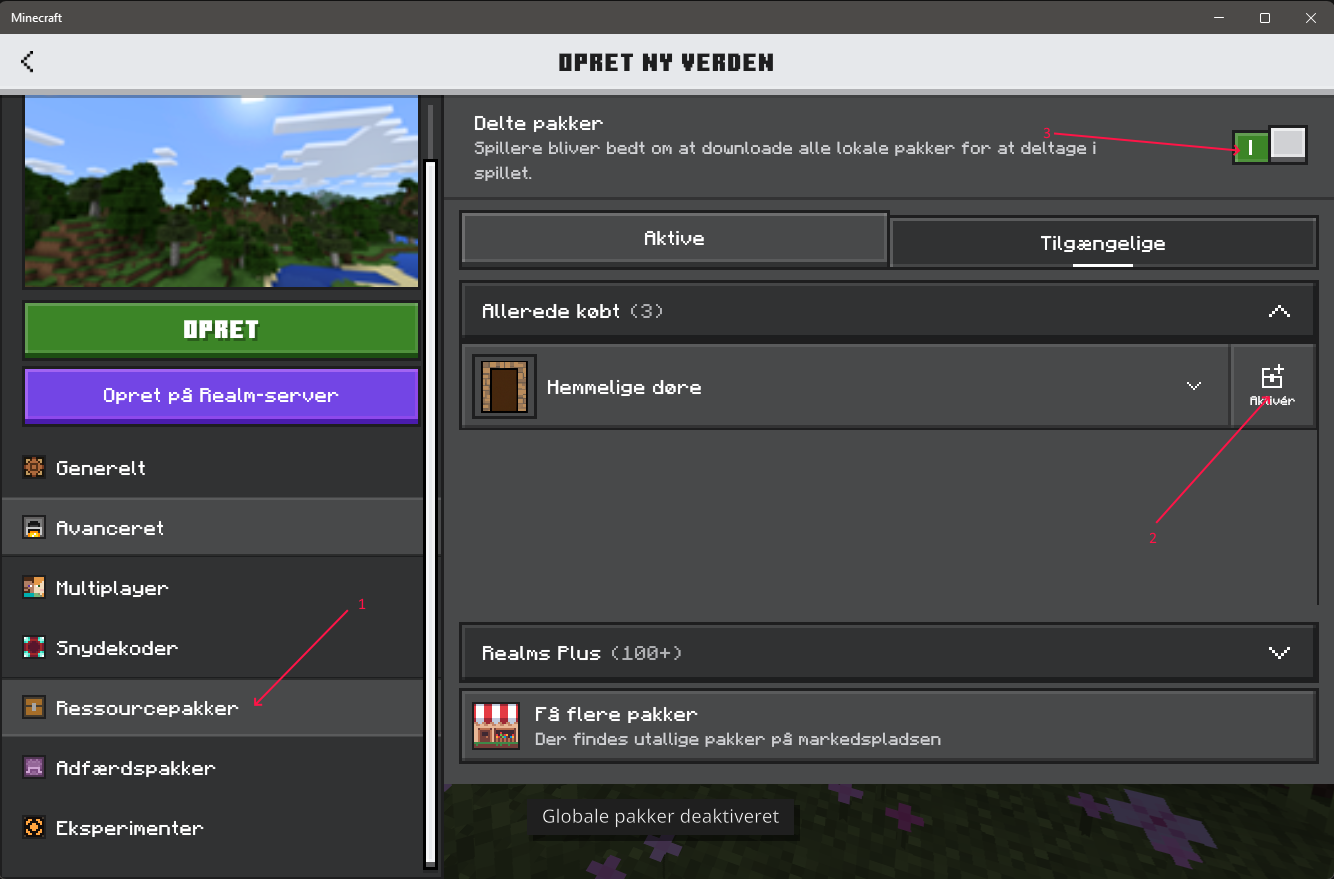 Minecraft
OPRET NY VERDEN
OPRET
Opret på Realm-server
Generelt
Avanceret
Multiplayer
Snydekoder
1
Ressourcepakker
Adfærdspakker
Eksperimenter
Delte pakker
Spillere bliver bedt om at downloade alle lokale pakker for at deltage i
spillet.
3
Aktive
Tilgængelige
Allerede købt (3)
Hemmelige døre
Aktivér
2
Realms Plus (100+)
Få flere pakker
Der findes utallige pakker på markedspladsen
Globale pakker deaktiveret